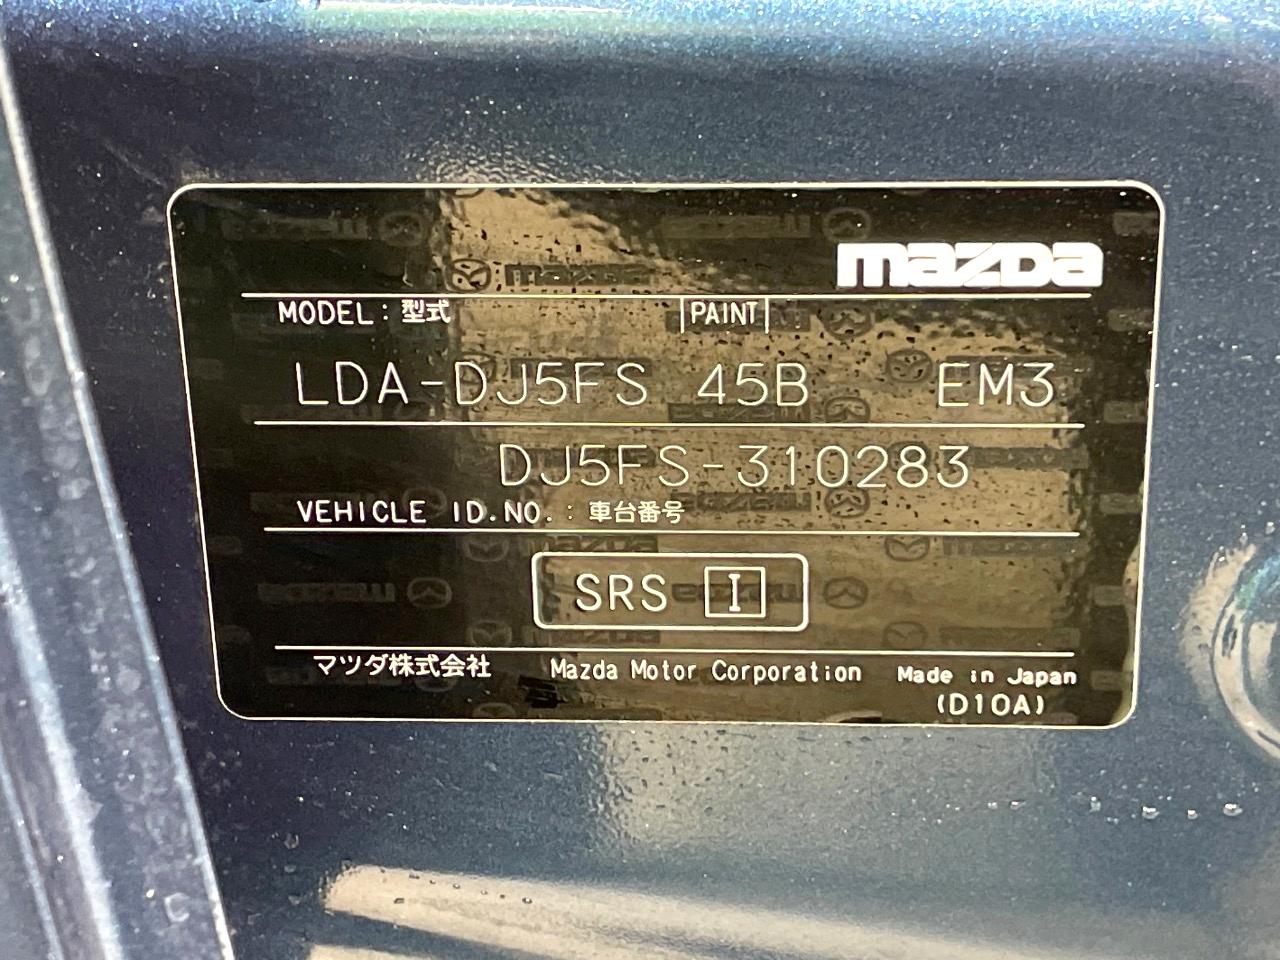 mazda
MODEL : 型式 PAINT
LDA-DJ5FS 45B EM3
DJ5FS-310283
VEHICLE ID.NO. : 車台番号
SRS I
マツダ株式会社 Mazda Motor Corporation Made in Japan
(D10A)